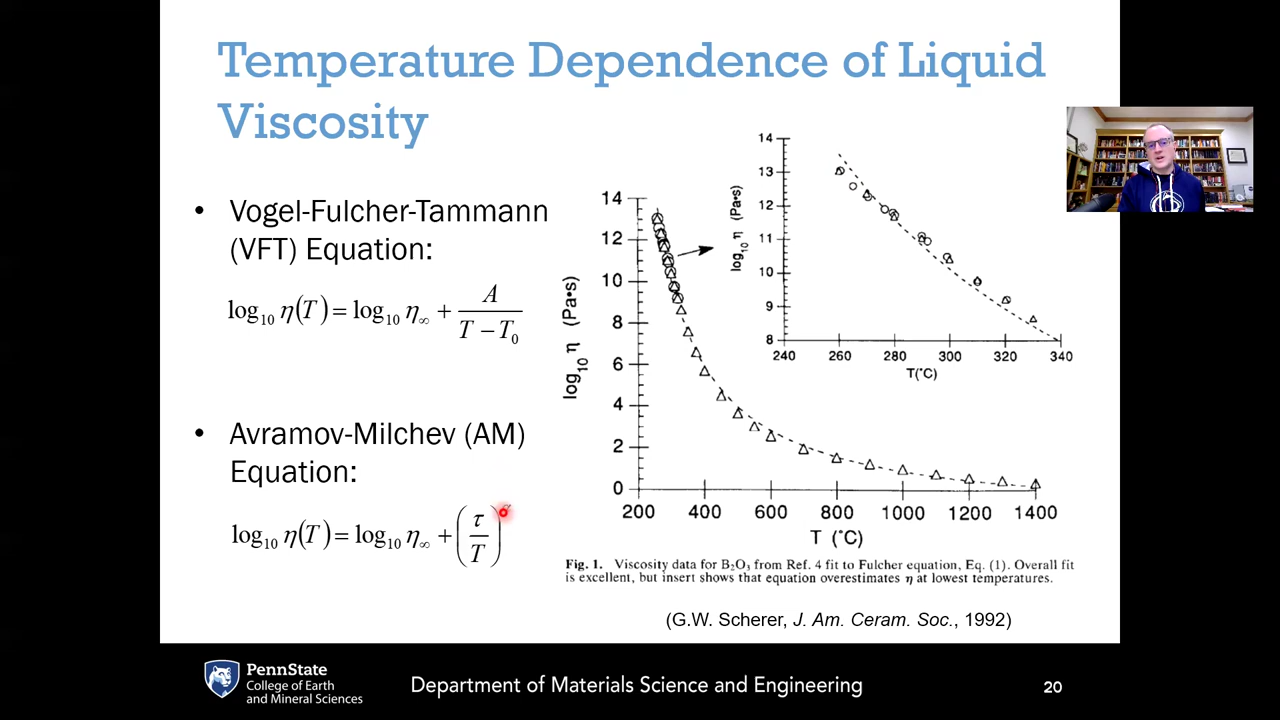 Temperature Dependence of Liquid
Viscosity
• Vogel-Fulcher-Tammann
(VFT) Equation:
log₁₀ η(T) = log₁₀ η∞ + A / (T − T₀)
• Avramov-Milchev (AM)
Equation:
log₁₀ η(T) = log₁₀ η∞ + (τ / T)
14
13
12
11
10
9
8
log₁₀ η (Pa•s)
240 260 280 300 320 340
T(°C)
14
12
10
8
6
4
2
0
log₁₀ η (Pa•s)
200 400 600 800 1000 1200 1400
T (°C)
Fig. 1. Viscosity data for B₂O₃ from Ref. 4 fit to Fulcher equation, Eq. (1). Overall fit
is excellent, but insert shows that equation overestimates η at lowest temperatures.
(G.W. Scherer, J. Am. Ceram. Soc., 1992)
PennState
College of Earth
and Mineral Sciences
Department of Materials Science and Engineering
20